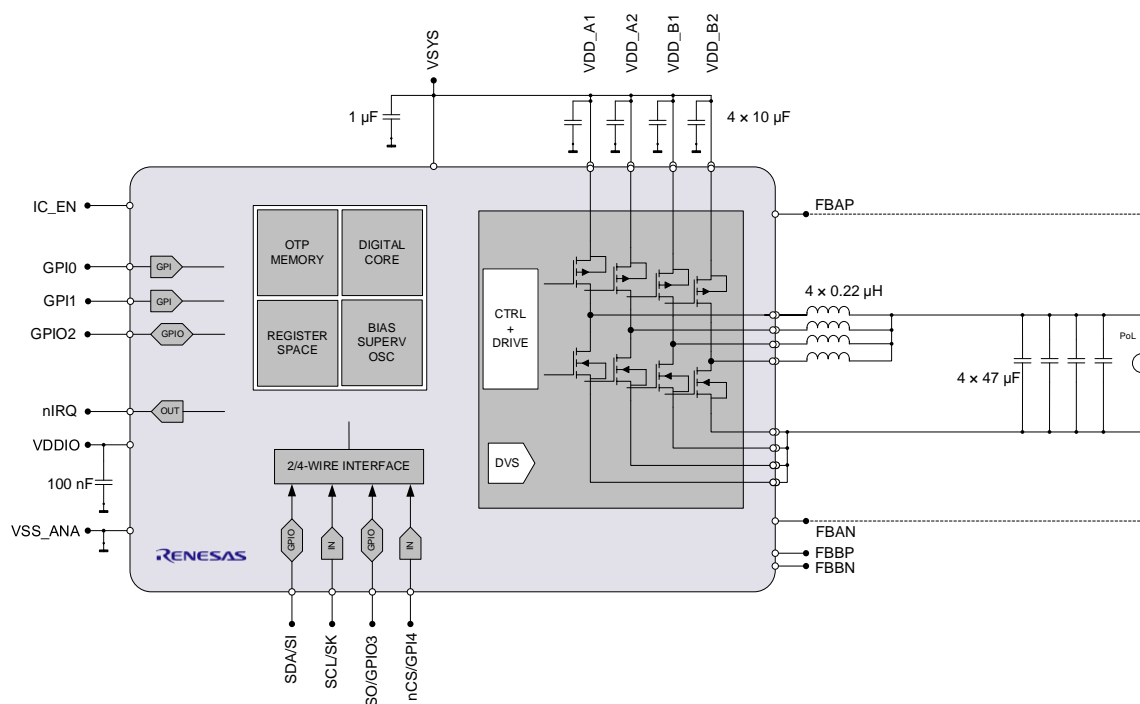 VSYS
VDD_A1
VDD_A2
VDD_B1
VDD_B2
1 µF
4 × 10 µF
IC_EN
FBAP
OTP
MEMORY
DIGITAL
CORE
GPI0
GPI
GPI1
GPI
GPIO2
GPIO
REGISTER
SPACE
BIAS
SUPERV
OSC
CTRL
+
DRIVE
4 × 0.22 µH
PoL
4 × 47 µF
nIRQ
OUT
VDDIO
100 nF
2/4-WIRE INTERFACE
DVS
VSS_ANA
GPIO
IN
GPIO
IN
FBAN
RENESAS
FBBP
FBBN
SDA/SI
SCL/SK
SO/GPIO3
nCS/GPI4